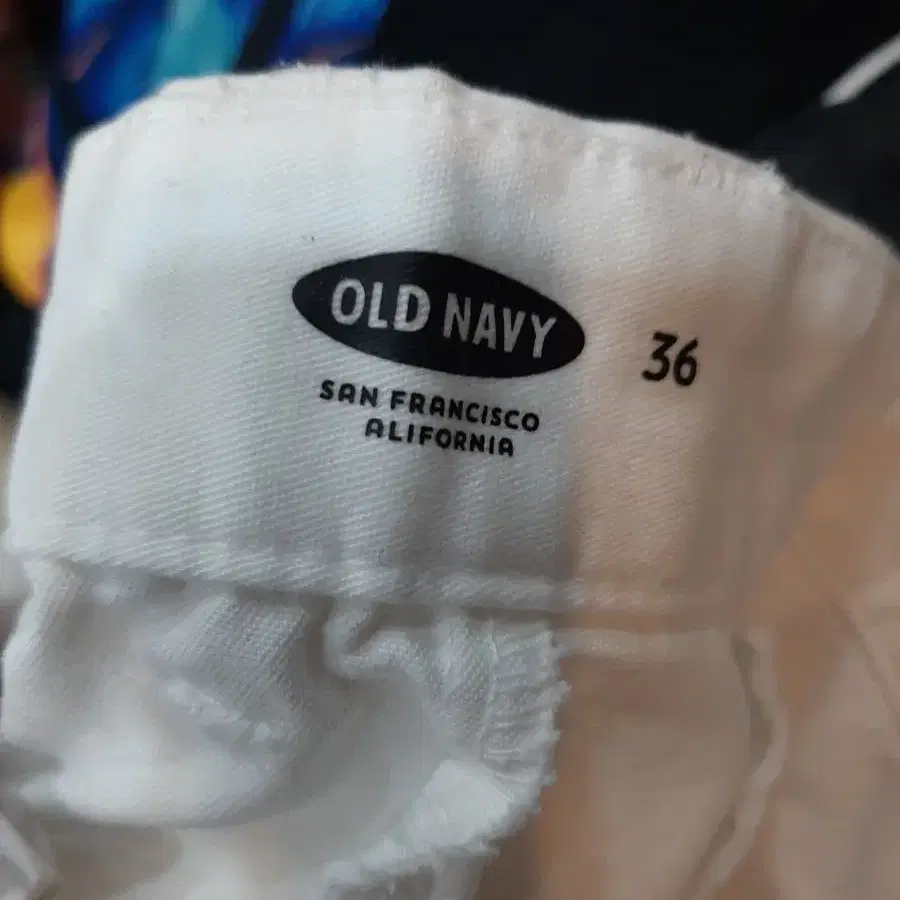 OLD NAVY
36
SAN FRANCISCO
ALIFORNIA